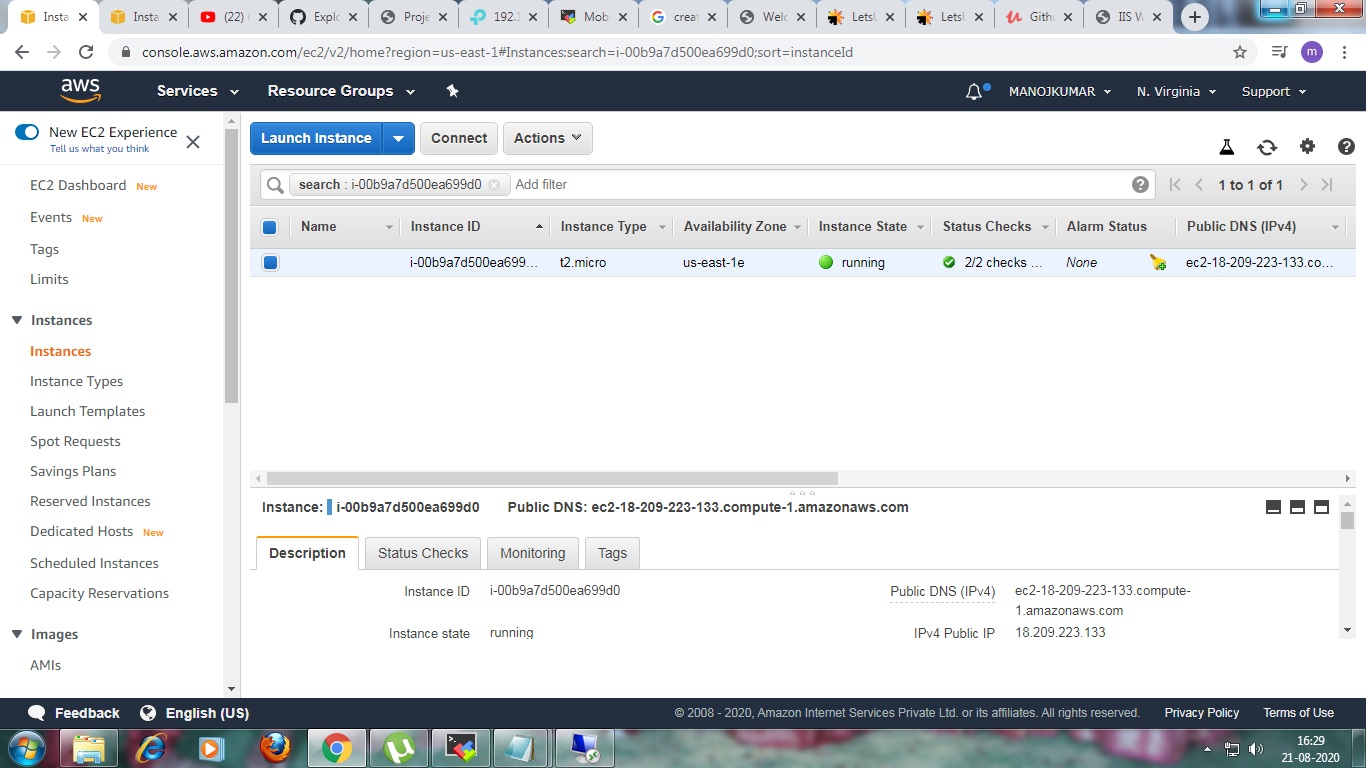 Insta
Insta
(22)
Explo
Proje
192.1
Mob
creat
Welc
LetsU
LetsU
Gith
IIS W
console.aws.amazon.com/ec2/v2/home?region=us-east-1#Instances:search=i-00b9a7d500ea699d0;sort=instanceId
m
aws Services Resource Groups MANOJKUMAR N. Virginia Support
New EC2 Experience
Tell us what you think
EC2 Dashboard New
Events New
Tags
Limits
Instances
Instances
Instance Types
Launch Templates
Spot Requests
Savings Plans
Reserved Instances
Dedicated Hosts New
Scheduled Instances
Capacity Reservations
Images
AMIs
Launch Instance Connect Actions
search : i-00b9a7d500ea699d0 Add filter 1 to 1 of 1
Name Instance ID Instance Type Availability Zone Instance State Status Checks Alarm Status Public DNS (IPv4)
i-00b9a7d500ea699... t2.micro us-east-1e running 2/2 checks ... None ec2-18-209-223-133.co...
Instance: i-00b9a7d500ea699d0 Public DNS: ec2-18-209-223-133.compute-1.amazonaws.com
Description Status Checks Monitoring Tags
Instance ID i-00b9a7d500ea699d0 Public DNS (IPv4) ec2-18-209-223-133.compute-
1.amazonaws.com
Instance state running IPv4 Public IP 18.209.223.133
Feedback English (US) © 2008 - 2020, Amazon Internet Services Private Ltd. or its affiliates. All rights reserved. Privacy Policy Terms of Use
16:29
21-08-2020